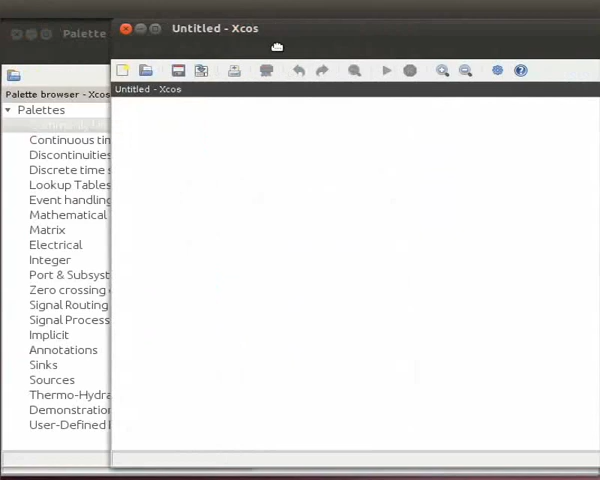 Palette
Untitled - Xcos
Palette browser - Xcos
Untitled - Xcos
Palettes
Continuous tim
Discontinuities
Discrete time s
Lookup Tables
Event handling
Mathematical
Matrix
Electrical
Integer
Port & Subsyst
Zero crossing
Signal Routing
Signal Process
Implicit
Annotations
Sinks
Sources
Thermo-Hydra
Demonstration
User-Defined